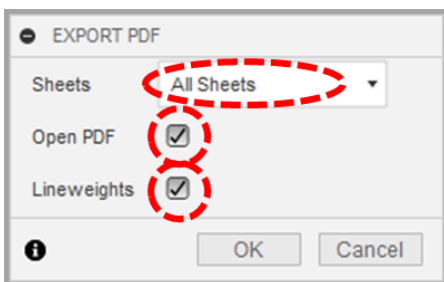 EXPORT PDF
Sheets All Sheets
Open PDF
Lineweights
OK Cancel